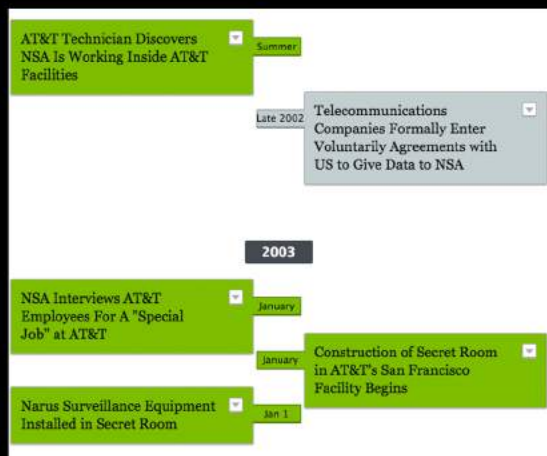 AT&T Technician Discovers
NSA Is Working Inside AT&T
Facilities
Summer
Late 2002
Telecommunications
Companies Formally Enter
Voluntarily Agreements with
US to Give Data to NSA
2003
NSA Interviews AT&T
Employees For A "Special
Job" at AT&T
January
January
Construction of Secret Room
in AT&T's San Francisco
Facility Begins
Narus Surveillance Equipment
Installed in Secret Room
Jan 1